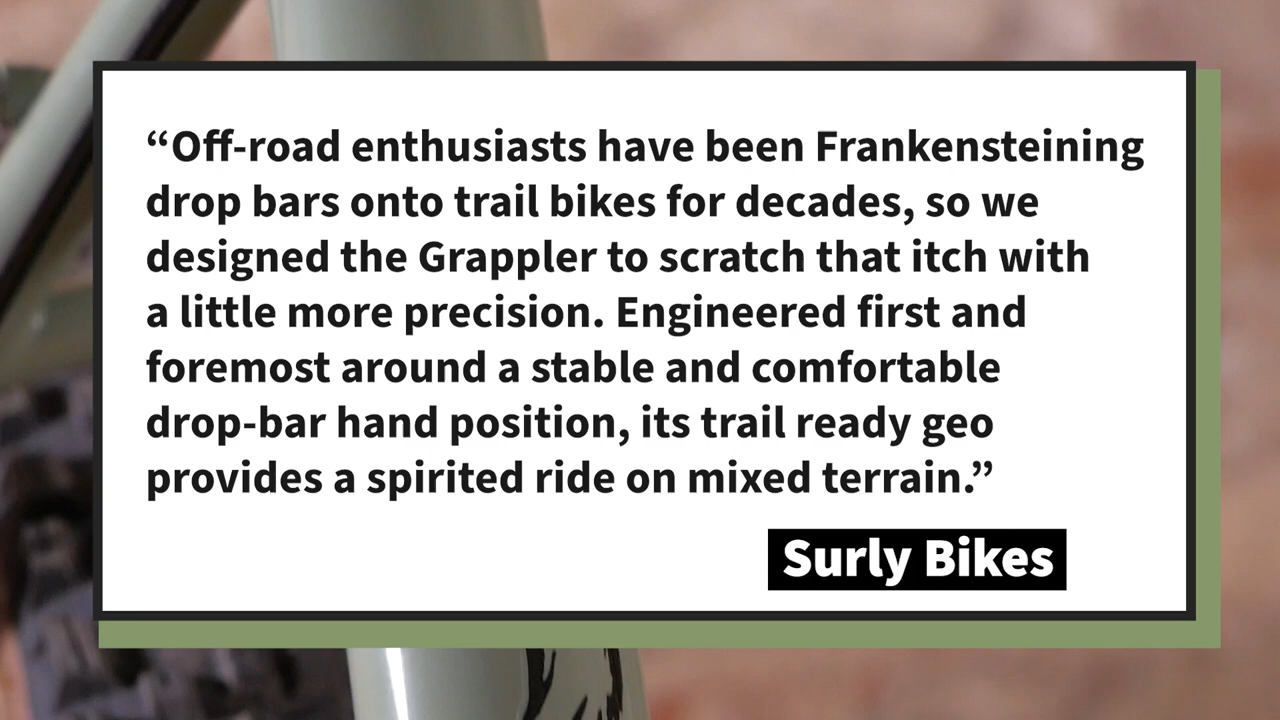 “Off-road enthusiasts have been Frankensteining
drop bars onto trail bikes for decades, so we
designed the Grappler to scratch that itch with
a little more precision. Engineered first and
foremost around a stable and comfortable
drop-bar hand position, its trail ready geo
provides a spirited ride on mixed terrain.”
Surly Bikes